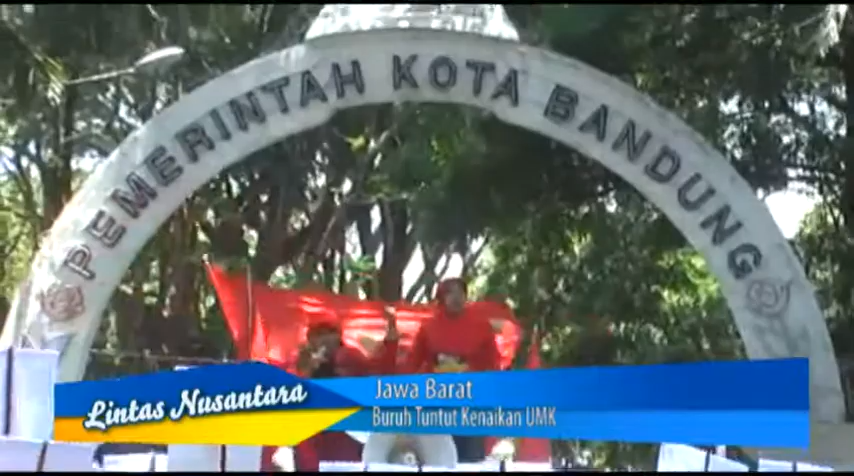 PEMERINTAH KOTA BANDUNG
Lintas Nusantara
Jawa Barat
Buruh Tuntut Kenaikan UMK